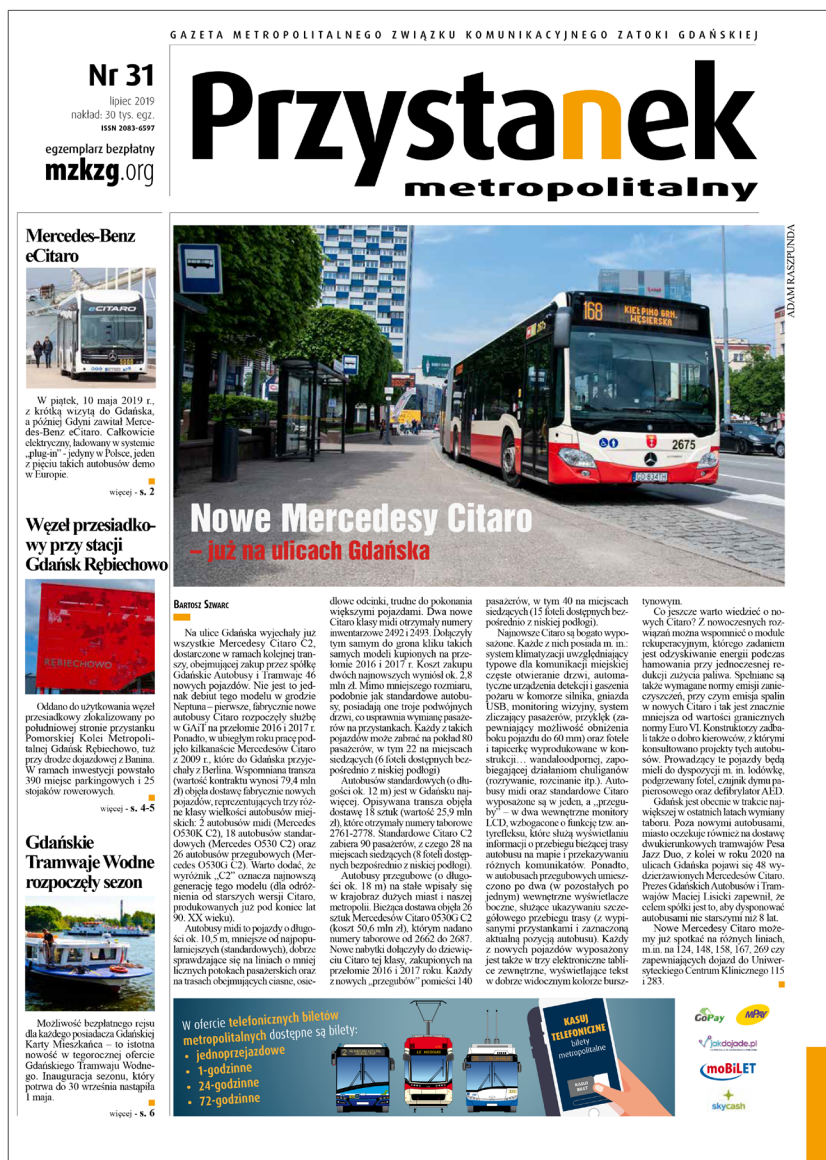 GAZETA METROPOLITALNEGO ZWIĄZKU KOMUNIKACYJNEGO ZATOKI GDAŃSKIEJ
Nr 31
lipiec 2019
nakład: 30 tys. egz.
ISSN 2083-6597
egzemplarz bezpłatny
mzkzg.org
Przystanek
metropolitalny
Mercedes-Benz
eCitaro
eCITARO
W piątek, 10 maja 2019 r.,
z krótką wizytą do Gdańska,
a później Gdyni zawitał Merce-
des-Benz eCitaro. Całkowicie
elektryczny, ładowany w systemie
„plug-in” - jedyny w Polsce, jeden
z pięciu takich autobusów demo
w Europie.
więcej - s. 2
Węzeł przesiadko-
wy przy stacji
Gdańsk Rębiechowo
RĘBIECHOWO
Oddano do użytkowania węzeł
przesiadkowy zlokalizowany po
południowej stronie przystanku
Pomorskiej Kolei Metropoli-
talnej Gdańsk Rębiechowo, tuż
przy drodze dojazdowej z Banina.
W ramach inwestycji powstało
390 miejsc parkingowych i 25
stojaków rowerowych.
więcej - s. 4-5
Gdańskie
Tramwaje Wodne
rozpoczęły sezon
Możliwość bezpłatnego rejsu
dla każdego posiadacza Gdańskiej
Karty Mieszkańca – to istotna
nowość w tegorocznej ofercie
Gdańskiego Tramwaju Wodne-
go. Inauguracja sezonu, który
potrwa do 30 września nastąpiła
1 maja.
więcej - s. 6
ADAM RASZPUNDA
168 KIEŁPINO GRN.
WĘSIERSKA
2675
GD 834TH
Nowe Mercedesy Citaro
– już na ulicach Gdańska
Bartosz Szwarc
Na ulice Gdańska wyjechały już
wszystkie Mercedesy Citaro C2,
dostarczone w ramach kolejnej tran-
szy, obejmującej zakup przez spółkę
Gdańskie Autobusy i Tramwaje 46
nowych pojazdów. Nie jest to jed-
nak debiut tego modelu w grodzie
Neptuna – pierwsze, fabrycznie nowe
autobusy Citaro rozpoczęły służbę
w GAiT na przełomie 2016 i 2017 r.
Ponadto, w ubiegłym roku pracę pod-
jęło kilkanaście Mercedesów Citaro
z 2009 r., które do Gdańska przyje-
chały z Berlina. Wspomniana transza
(wartość kontraktu wynosi 79,4 mln
zł) objęła dostawę fabrycznie nowych
pojazdów, reprezentujących trzy róż-
ne klasy wielkości autobusów miej-
skich: 2 autobusów midi (Mercedes
O530K C2), 18 autobusów standar-
dowych (Mercedes O530 C2) oraz
26 autobusów przegubowych (Mer-
cedes O530G C2). Warto dodać, że
wyróżnik „C2” oznacza najnowszą
generację tego modelu (dla odróż-
nienia od starszych wersji Citaro,
produkowanych już pod koniec lat
90. XX wieku).
Autobusy midi to pojazdy o długo-
ści ok. 10,5 m, mniejsze od najpopu-
larniejszych (standardowych), dobrze
sprawdzające się na liniach o mniej
licznych potokach pasażerskich oraz
na trasach obejmujących ciasne, osie-
dlowe odcinki, trudne do pokonania
większymi pojazdami. Dwa nowe
Citaro klasy midi otrzymały numery
inwentarzowe 2492 i 2493. Dołączyły
tym samym do grona kliku takich
samych modeli kupionych na prze-
łomie 2016 i 2017 r. Koszt zakupu
dwóch najnowszych wyniósł ok. 2,8
mln zł. Mimo mniejszego rozmiaru,
podobnie jak standardowe autobu-
sy, posiadają one troje podwójnych
drzwi, co usprawnia wymianę pasaże-
rów na przystankach. Każdy z takich
pojazdów może zabrać na pokład 80
pasażerów, w tym 22 na miejscach
siedzących (6 foteli dostępnych bez-
pośrednio z niskiej podłogi)
Autobusów standardowych (o dłu-
gości ok. 12 m) jest w Gdańsku naj-
więcej. Opisywana transza objęła
dostawę 18 sztuk (wartość 25,9 mln
zł), które otrzymały numery taborowe
2761-2778. Standardowe Citaro C2
zabiera 90 pasażerów, z czego 28 na
miejscach siedzących (8 foteli dostęp-
nych bezpośrednio z niskiej podłogi).
Autobusy przegubowe (o długo-
ści ok. 18 m) na stałe wpisały się
w krajobraz dużych miast i naszej
metropolii. Bieżąca dostawa objęła 26
sztuk Mercedesów Citaro 0530G C2
(koszt 50,6 mln zł), którym nadano
numery taborowe od 2662 do 2687.
Nowe nabytki dołączyły do dziewię-
ciu Citaro tej klasy, zakupionych na
przełomie 2016 i 2017 roku. Każdy
z nowych „przegubów” pomieści 140
pasażerów, w tym 40 na miejscach
siedzących (15 foteli dostępnych bez-
pośrednio z niskiej podłogi).
Najnowsze Citaro są bogato wypo-
sażone. Każde z nich posiada m. in.:
system klimatyzacji uwzględniający
typowe dla komunikacji miejskiej
częste otwieranie drzwi, automa-
tyczne urządzenia detekcji i gaszenia
pożaru w komorze silnika, gniazda
USB, monitoring wizyjny, system
zliczający pasażerów, przyklęk (za-
pewniający możliwość obniżenia
boku pojazdu do 60 mm) oraz fotele
i tapicerkę wyprodukowane w kon-
strukcji… wandaloodpornej, zapo-
biegającej działaniom chuliganów
(rozrywanie, rozcinanie itp.). Auto-
busy midi oraz standardowe Citaro
wyposażone są w jeden, a „przegu-
by” – w dwa wewnętrzne monitory
LCD, wzbogacone o funkcję tzw. an-
tyrefleksu, które służą wyświetlaniu
informacji o przebiegu bieżącej trasy
autobusu na mapie i przekazywaniu
różnych komunikatów. Ponadto,
w autobusach przegubowych umiesz-
czono po dwa (w pozostałych po
jednym) wewnętrzne wyświetlacze
boczne, służące ukazywaniu szcze-
gółowego przebiegu trasy (z wypi-
sanymi przystankami i zaznaczoną
aktualną pozycją autobusu). Każdy
z nowych pojazdów wyposażony
jest także w trzy elektroniczne tabli-
ce zewnętrzne, wyświetlające tekst
w dobrze widocznym kolorze bursz-
tynowym.
Co jeszcze warto wiedzieć o no-
wych Citaro? Z nowoczesnych roz-
wiązań można wspomnieć o module
rekuperacyjnym, którego zadaniem
jest odzyskiwanie energii podczas
hamowania przy jednoczesnej re-
dukcji zużycia paliwa. Spełniane są
także wymagane normy emisji zanie-
czyszczeń, przy czym emisja spalin
w nowych Citaro i tak jest znacznie
mniejsza od wartości granicznych
normy Euro VI. Konstruktorzy zadba-
li także o dobro kierowców, z którymi
konsultowano projekty tych autobu-
sów. Prowadzący te pojazdy będą
mieli do dyspozycji m. in. lodówkę,
podgrzewany fotel, czujnik dymu pa-
pierosowego oraz defibrylator AED.
Gdańsk jest obecnie w trakcie naj-
większej w ostatnich latach wymiany
taboru. Poza nowymi autobusami,
miasto oczekuje również na dostawę
dwukierunkowych tramwajów Pesa
Jazz Duo, z kolei w roku 2020 na
ulicach Gdańska pojawi się 48 wy-
dzierżawionych Mercedesów Citaro.
Prezes Gdańskich Autobusów i Tram-
wajów Maciej Lisicki zapewnił, że
celem spółki jest to, aby dysponować
autobusami nie starszymi niż 8 lat.
Nowe Mercedesy Citaro może-
my już spotkać na różnych liniach,
m.in. na 124, 148, 158, 167, 269 czy
zapewniających dojazd do Uniwer-
syteckiego Centrum Klinicznego 115
i 283.
W ofercie telefonicznych biletów
metropolitalnych dostępne są bilety:
• jednoprzejazdowe
• 1-godzinne
• 24-godzinne
• 72-godzinne
KASUJ
TELEFONICZNE
bilety
metropolitalne
KASUJ
BILET
GoPay
mPay
jakdojade.pl
moBiLET
skycash